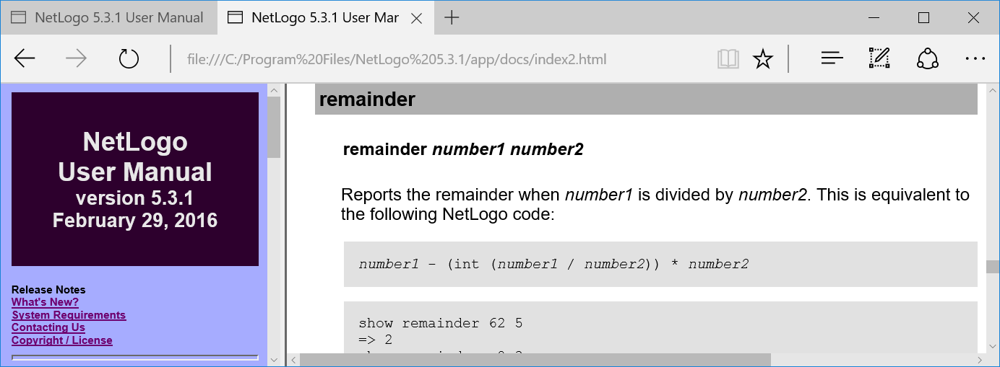 NetLogo 5.3.1 User Manual
NetLogo 5.3.1 User Mar
file:///C:/Program%20Files/NetLogo%205.3.1/app/docs/index2.html
NetLogo
User Manual
version 5.3.1
February 29, 2016
Release Notes
What's New?
System Requirements
Contacting Us
Copyright / License
remainder
remainder number1 number2
Reports the remainder when number1 is divided by number2. This is equivalent to
the following NetLogo code:
number1 - (int (number1 / number2)) * number2
show remainder 62 5
=> 2